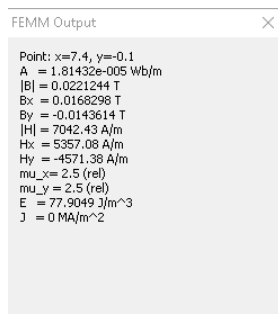 FEMM Output
Point: x=7.4, y=-0.1
A = 1.81432e-005 Wb/m
|B| = 0.0221244 T
Bx = 0.0168298 T
By = -0.0143614 T
|H| = 7042.43 A/m
Hx = 5357.08 A/m
Hy = -4571.38 A/m
mu_x= 2.5 (rel)
mu_y = 2.5 (rel)
E = 77.9049 J/m^3
J = 0 MA/m^2